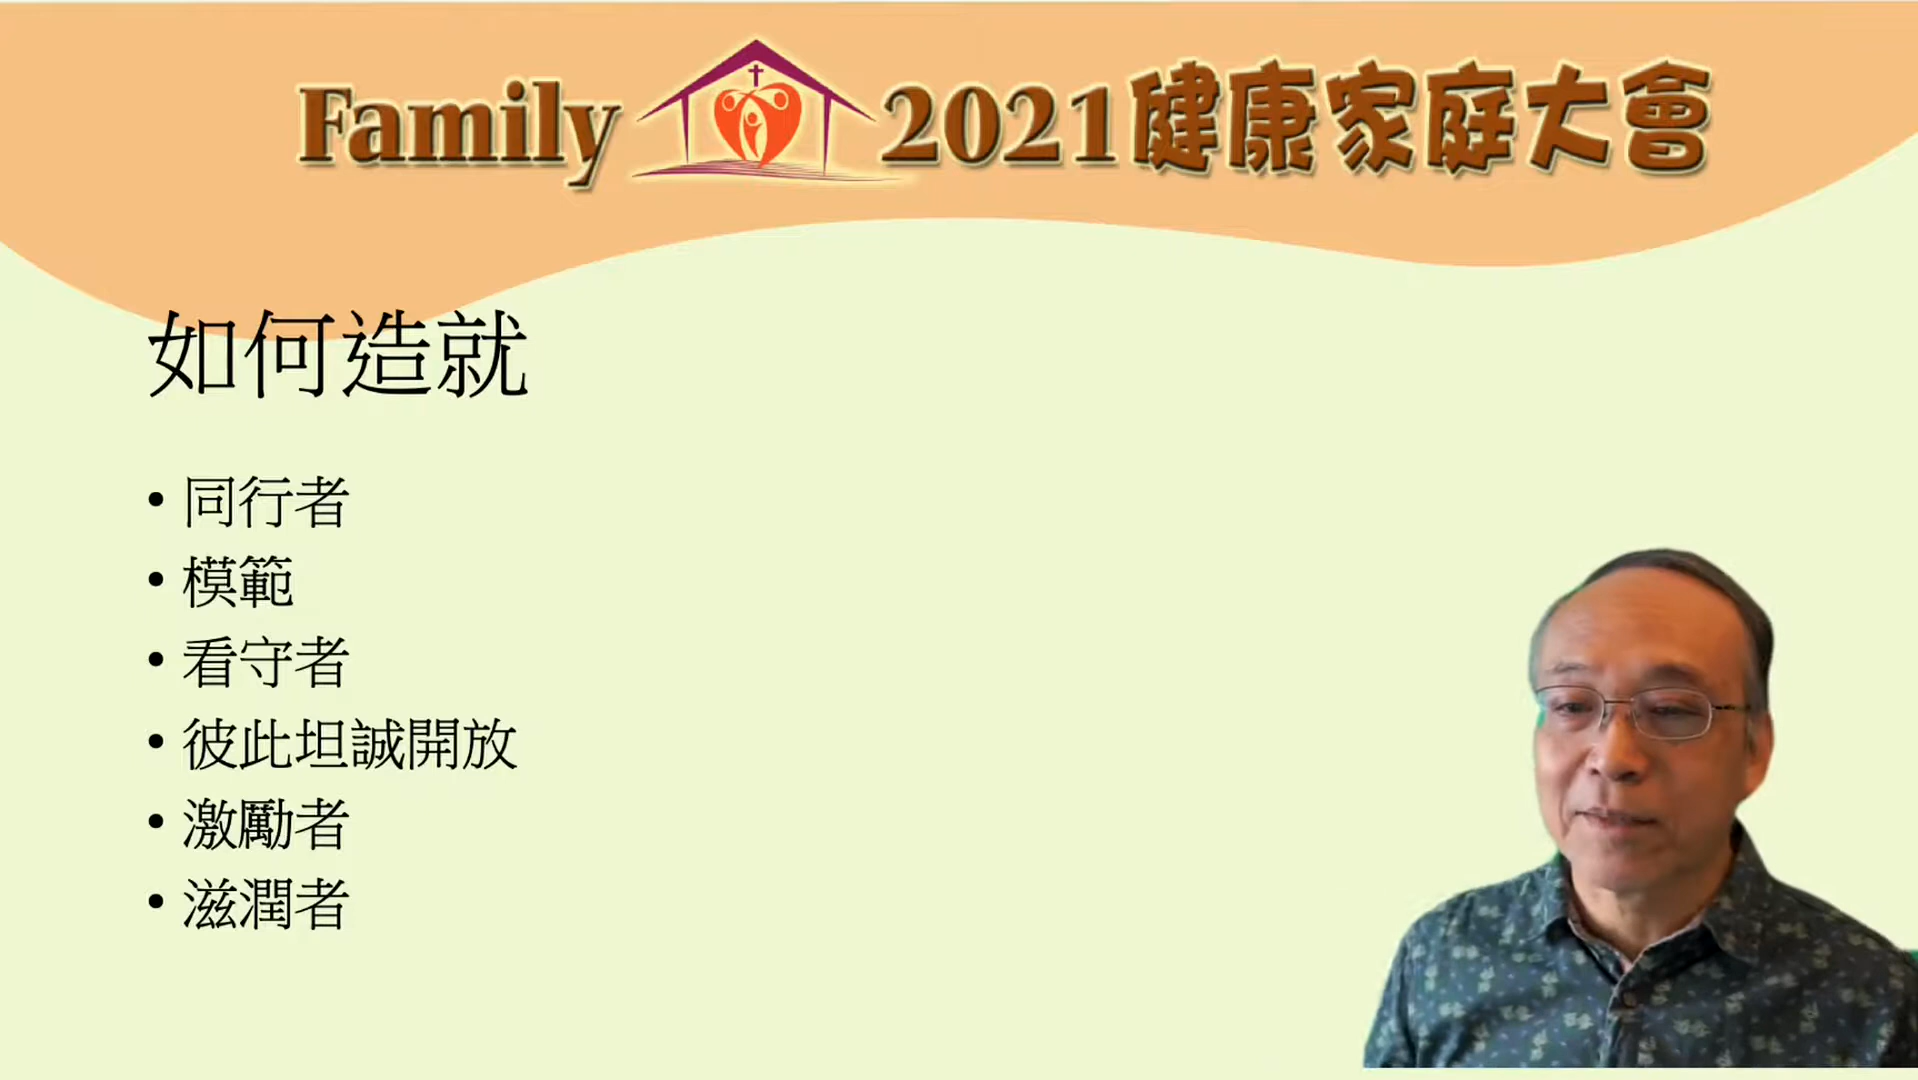 Family 2021健康家庭大會
如何造就
• 同行者
• 模範
• 看守者
• 彼此坦誠開放
• 激勵者
• 滋潤者